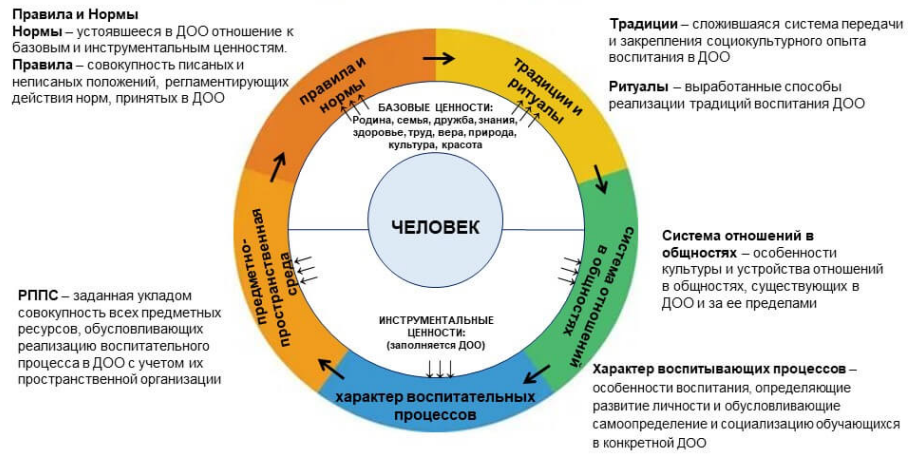 Правила и Нормы
Нормы – устоявшееся в ДОО отношение к
базовым и инструментальным ценностям.
Правила – совокупность писаных и
неписаных положений, регламентирующих
действия норм, принятых в ДОО
Традиции – сложившаяся система передачи
и закрепления социокультурного опыта
воспитания в ДОО
Ритуалы – выработанные способы
реализации традиций воспитания ДОО
правила и
нормы
традиции и
ритуалы
БАЗОВЫЕ ЦЕННОСТИ:
Родина, семья, дружба, знания,
здоровье, труд, вера, природа,
культура, красота
ЧЕЛОВЕК
предметно-
пространственная
среда
система отношений
в общностях
Система отношений в
общностях – особенности
культуры и устройства отношений
в общностях, существующих в
ДОО и за ее пределами
РППС – заданная укладом
совокупность всех предметных
ресурсов, обусловливающих
реализацию воспитательного
процесса в ДОО с учетом их
пространственной организации
ИНСТРУМЕНТАЛЬНЫЕ
ЦЕННОСТИ:
(заполняется ДОО)
характер воспитательных
процессов
Характер воспитывающих процессов –
особенности воспитания, определяющие
развитие личности и обусловливающие
самоопределение и социализацию обучающихся
в конкретной ДОО